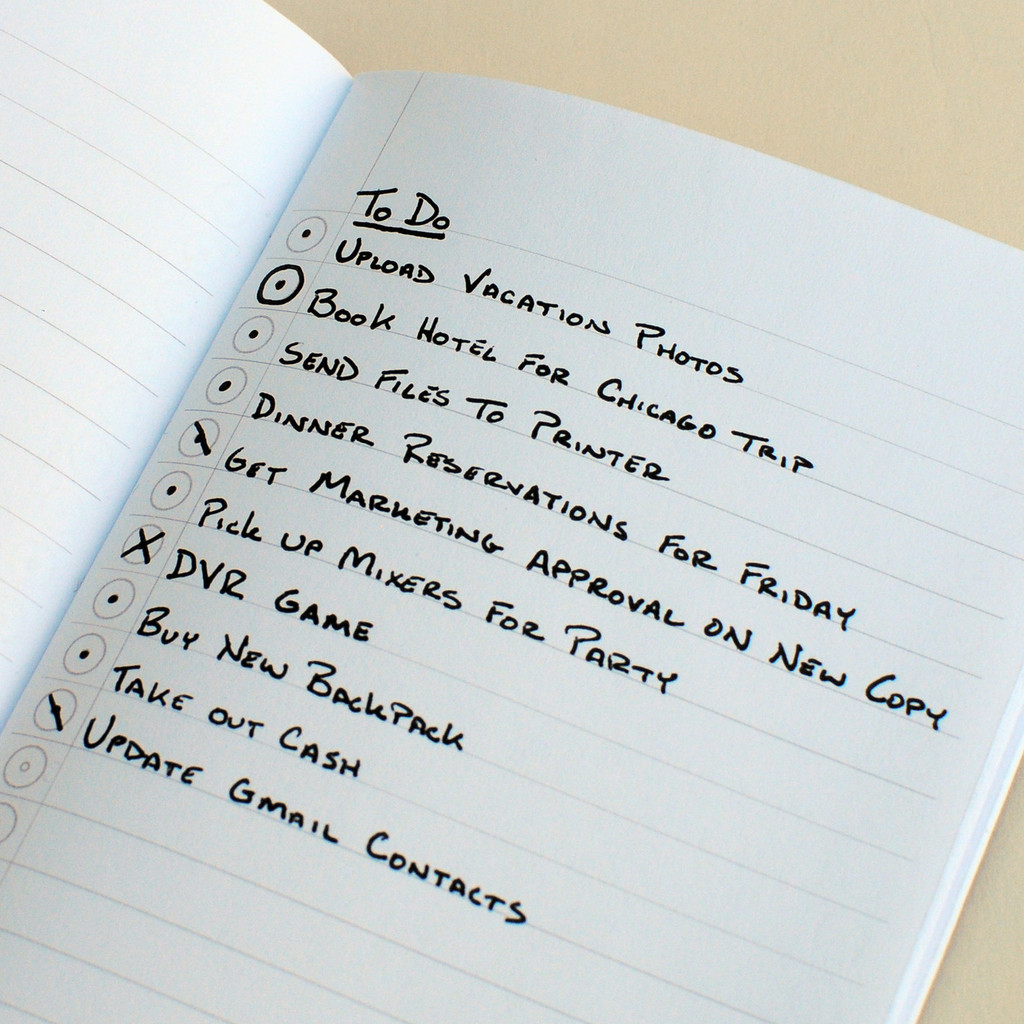 To Do
Upload Vacation Photos
Book Hotel for Chicago Trip
Send Files to Printer
Dinner Reservations for Friday
Get Marketing Approval on New Copy
Pick up Mixers for Party
DVR Game
Buy New Backpack
Take out Cash
Update Gmail Contacts